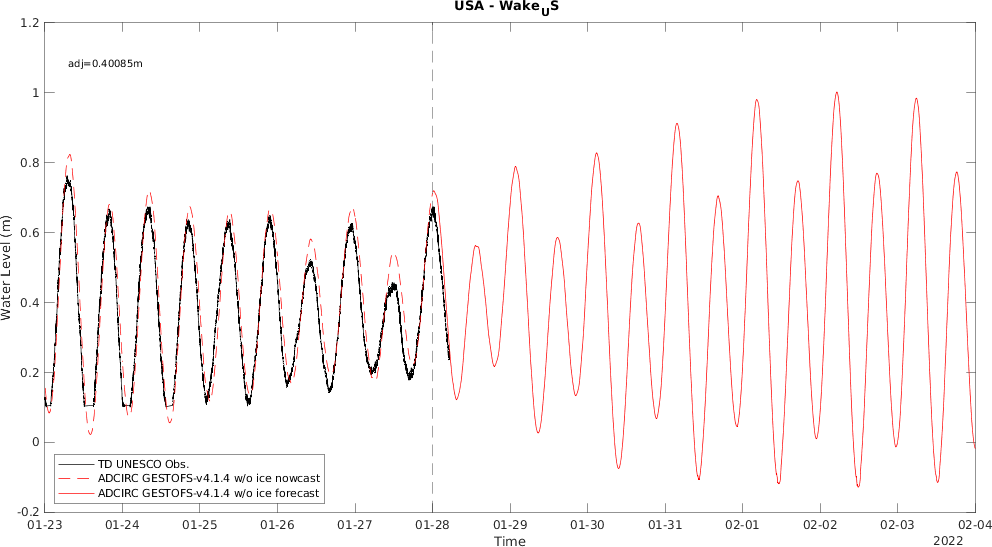 USA - WakeUS
adj=0.40085m
1.2
1
0.8
0.6
0.4
0.2
0
-0.2
Water Level (m)
TD UNESCO Obs.
ADCIRC GESTOFS-v4.1.4 w/o ice nowcast
ADCIRC GESTOFS-v4.1.4 w/o ice forecast
01-23 01-24 01-25 01-26 01-27 01-28 01-29 01-30 01-31 02-01 02-02 02-03 02-04
Time
2022